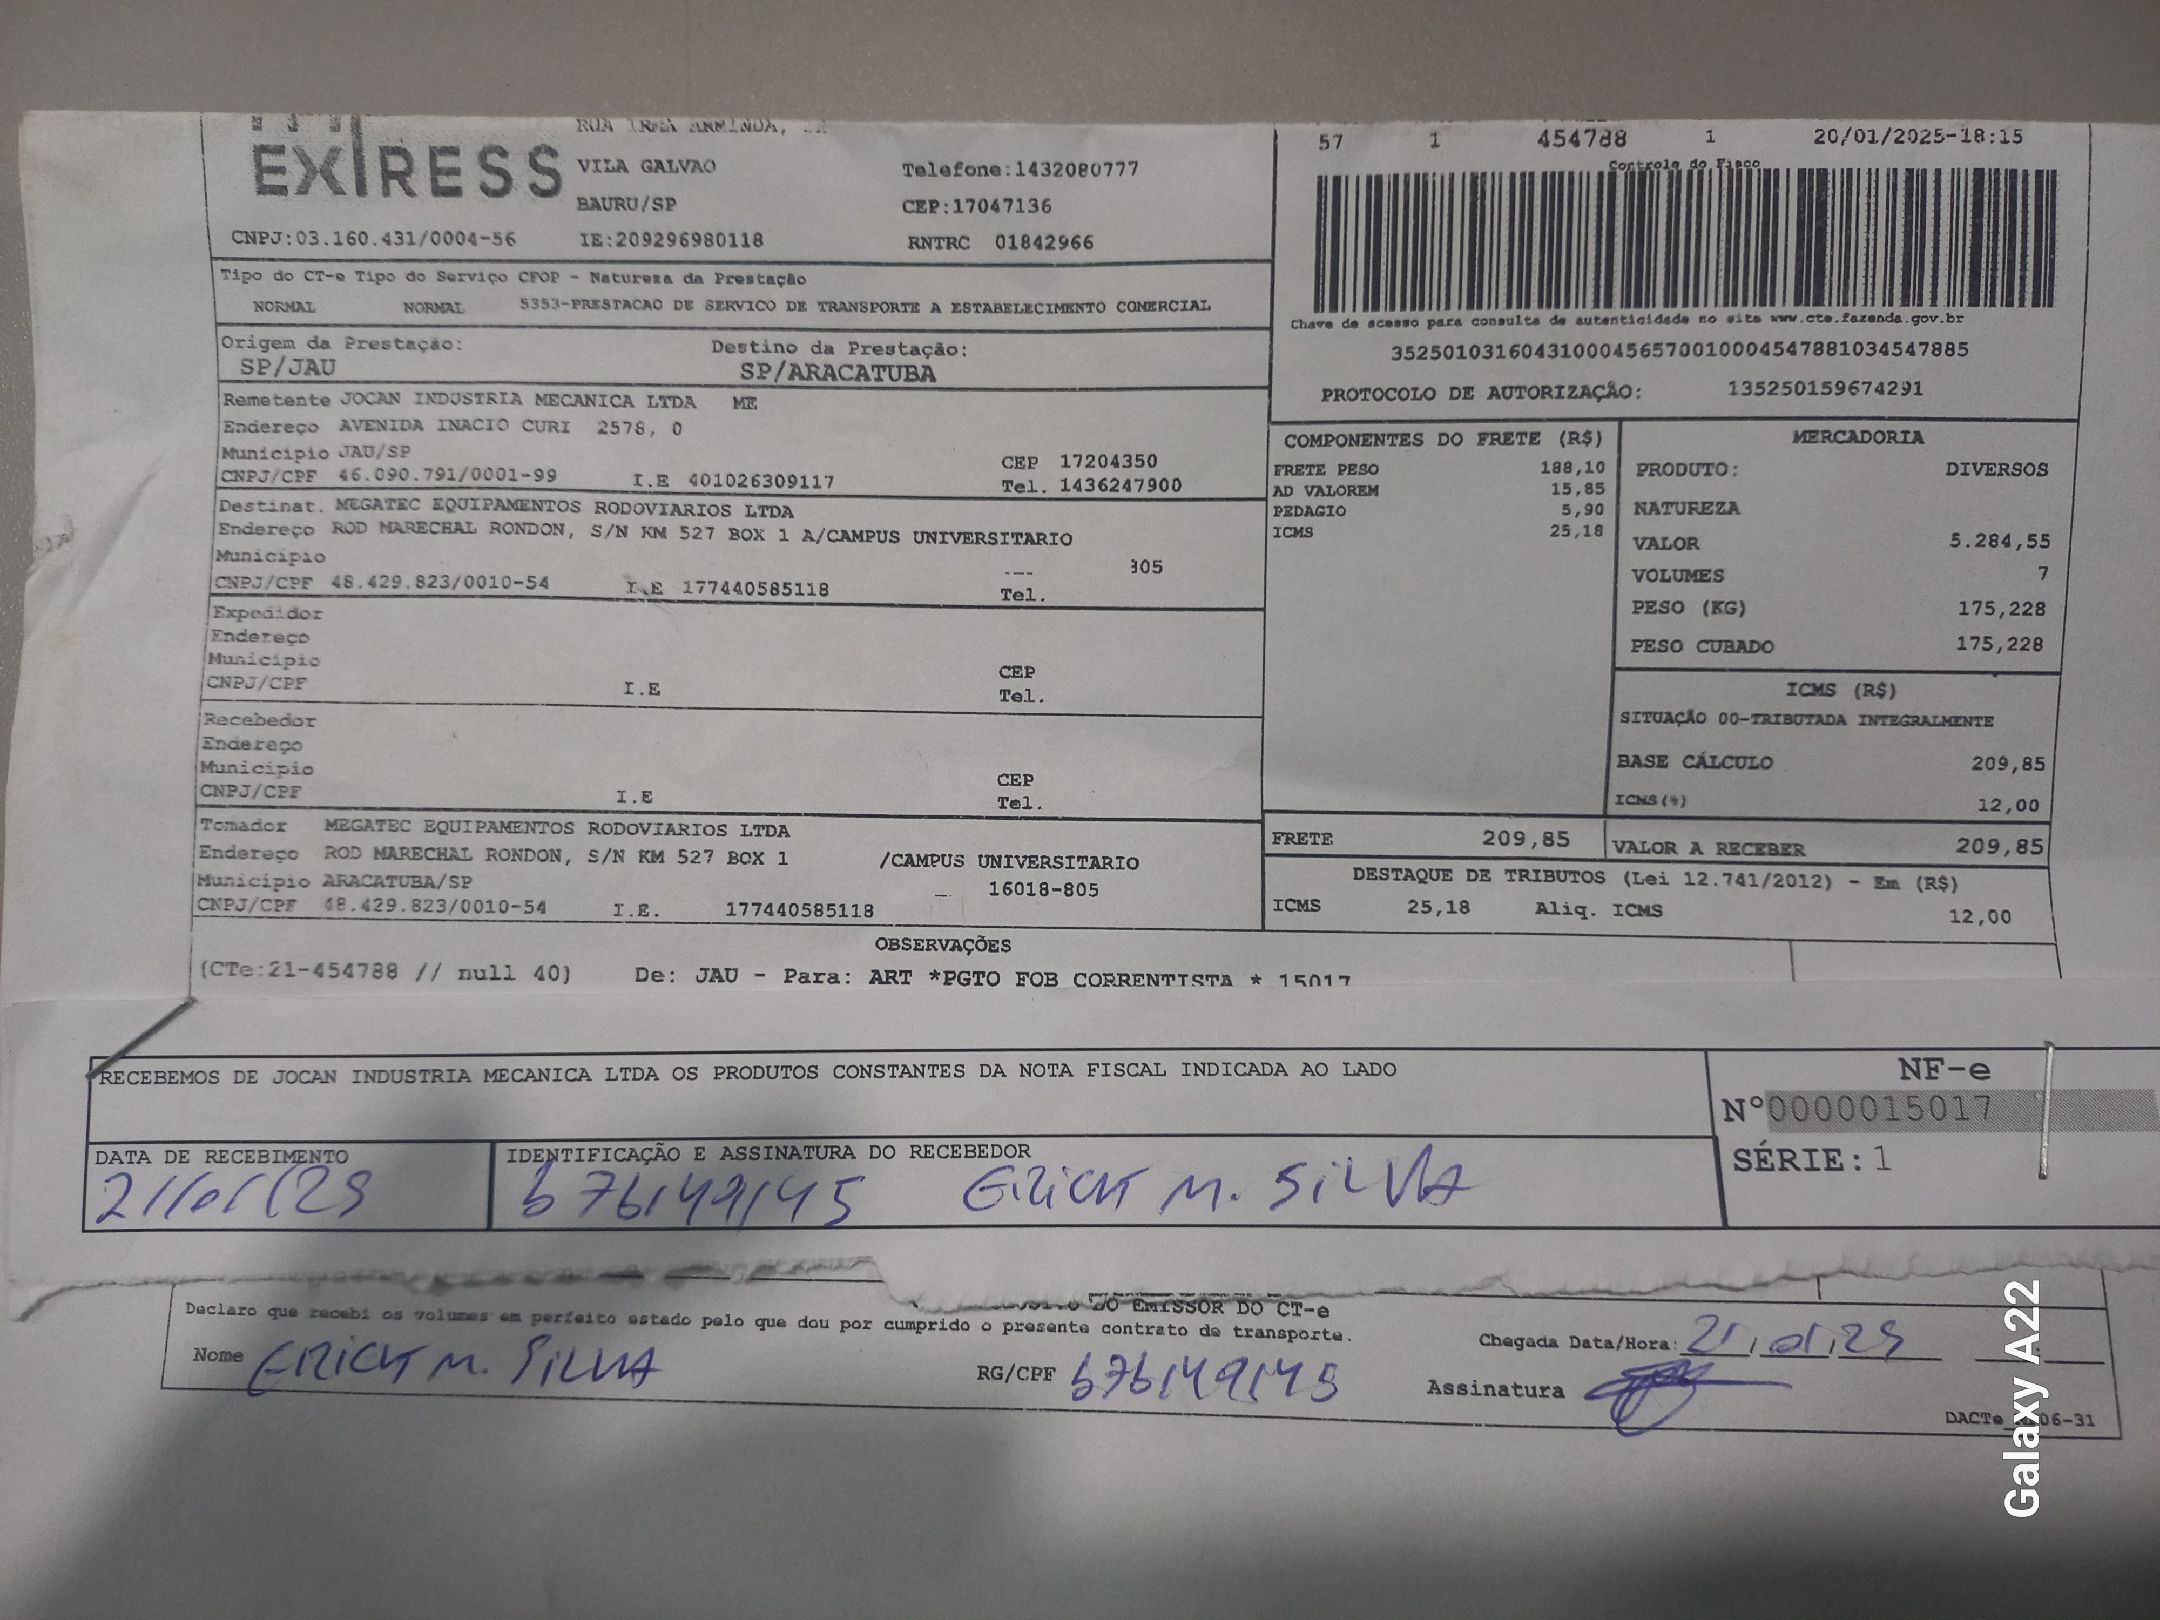 EXPRESS
VILA GALVAO
Telefone:1432080777
BAURU/SP
CEP:17047136
CNPJ:03.160.431/0004-56 IE:209296980118 RNTRC 01842966
57 1 454788 1 20/01/2025-18:15
Controle do Fisco
Chave de acesso para consulta de autenticidade no site www.cte.fazenda.gov.br
35250103160431000456570010004547881034547885
PROTOCOLO DE AUTORIZAÇÃO: 135250159674291
Tipo do CT-e Tipo do Serviço CFOP - Natureza da Prestação
NORMAL NORMAL 5353-PRESTACAO DE SERVICO DE TRANSPORTE A ESTABELECIMENTO COMERCIAL
Origem da Prestação: Destino da Prestação:
SP/JAU SP/ARACATUBA
Remetente JOCAN INDUSTRIA MECANICA LTDA ME
Endereço AVENIDA INACIO CURI 2578, 0
Município JAU/SP CEP 17204350
CNPJ/CPF 46.090.791/0001-99 I.E 401026309117 Tel. 1436247900
Destinat. MEGATEC EQUIPAMENTOS RODOVIARIOS LTDA
Endereço ROD MARECHAL RONDON, S/N KM 527 BOX 1 A/CAMPUS UNIVERSITARIO
Município 805
CNPJ/CPF 48.429.823/0010-54 I.E 177440585118 Tel.
Expedidor
Endereço
Município CEP
CNPJ/CPF I.E Tel.
Recebedor
Endereço
Município CEP
CNPJ/CPF I.E Tel.
Tomador MEGATEC EQUIPAMENTOS RODOVIARIOS LTDA
Endereço ROD MARECHAL RONDON, S/N KM 527 BOX 1 /CAMPUS UNIVERSITARIO
Município ARACATUBA/SP 16018-805
CNPJ/CPF 48.429.823/0010-54 I.E. 177440585118
COMPONENTES DO FRETE (R$)
FRETE PESO 188,10
AD VALOREM 15,85
PEDAGIO 5,90
ICMS 25,18
MERCADORIA
PRODUTO: DIVERSOS
NATUREZA
VALOR 5.284,55
VOLUMES 7
PESO (KG) 175,228
PESO CUBADO 175,228
ICMS (R$)
SITUAÇÃO 00-TRIBUTADA INTEGRALMENTE
BASE CÁLCULO 209,85
ICMS(%) 12,00
FRETE 209,85 VALOR A RECEBER 209,85
DESTAQUE DE TRIBUTOS (Lei 12.741/2012) - Em (R$)
ICMS 25,18 Aliq. ICMS 12,00
OBSERVAÇÕES
(CTe:21-454788 // null 40) De: JAU - Para: ART *PGTO FOB CORRENTISTA * 15017
RECEBEMOS DE JOCAN INDUSTRIA MECANICA LTDA OS PRODUTOS CONSTANTES DA NOTA FISCAL INDICADA AO LADO
NF-e
Nº0000015017
SÉRIE:1
DATA DE RECEBIMENTO IDENTIFICAÇÃO E ASSINATURA DO RECEBEDOR
21/01/25 676149145 ERICK M. SILVA
DO EMISSOR DO CT-e
Declaro que recebi os volumes em perfeito estado pelo que dou por cumprido o presente contrato de transporte.
Chegada Data/Hora: 21/01/25
Nome ERICK M. SILVA RG/CPF 676149145 Assinatura
Galaxy A22